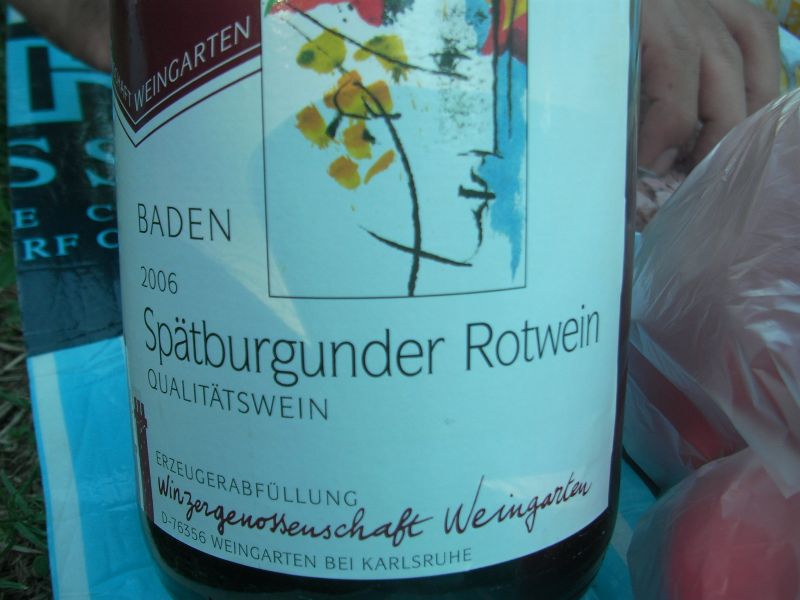 WEINGARTEN
BADEN
2006
Spätburgunder Rotwein
QUALITÄTSWEIN
ERZEUGERABFÜLLUNG
Winzergenossenschaft Weingarten
D-76356 WEINGARTEN BEI KARLSRUHE